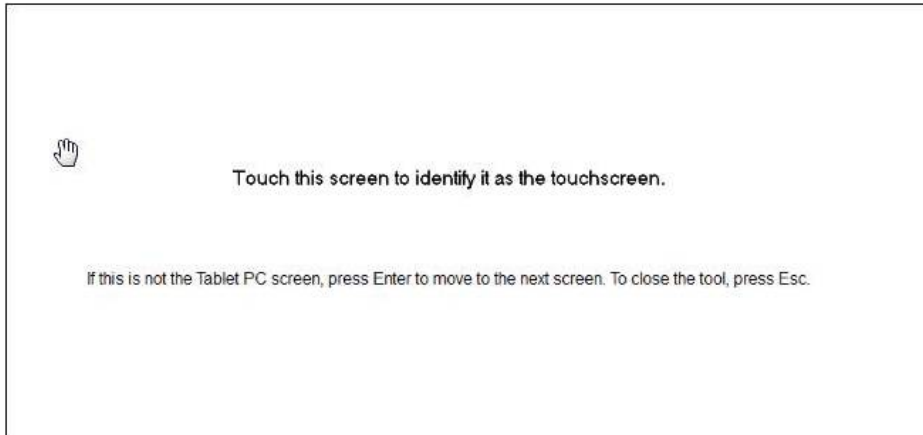 Touch this screen to identify it as the touchscreen.
If this is not the Tablet PC screen, press Enter to move to the next screen. To close the tool, press Esc.